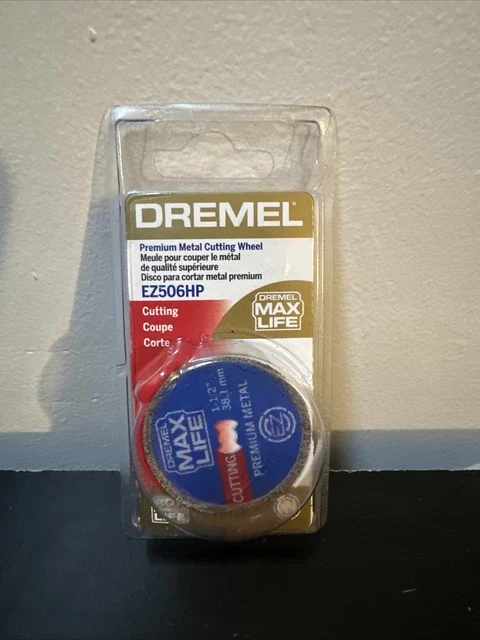 DREMEL®
Premium Metal Cutting Wheel
Meule pour couper le métal
de qualité supérieure
Disco para cortar metal premium
EZ506HP
Cutting
Coupe
Corte
DREMEL
MAX
LIFE
DREMEL
MAX
LIFE
1-1-2"
38.1 mm
CUTTING
PREMIUM METAL
EZ